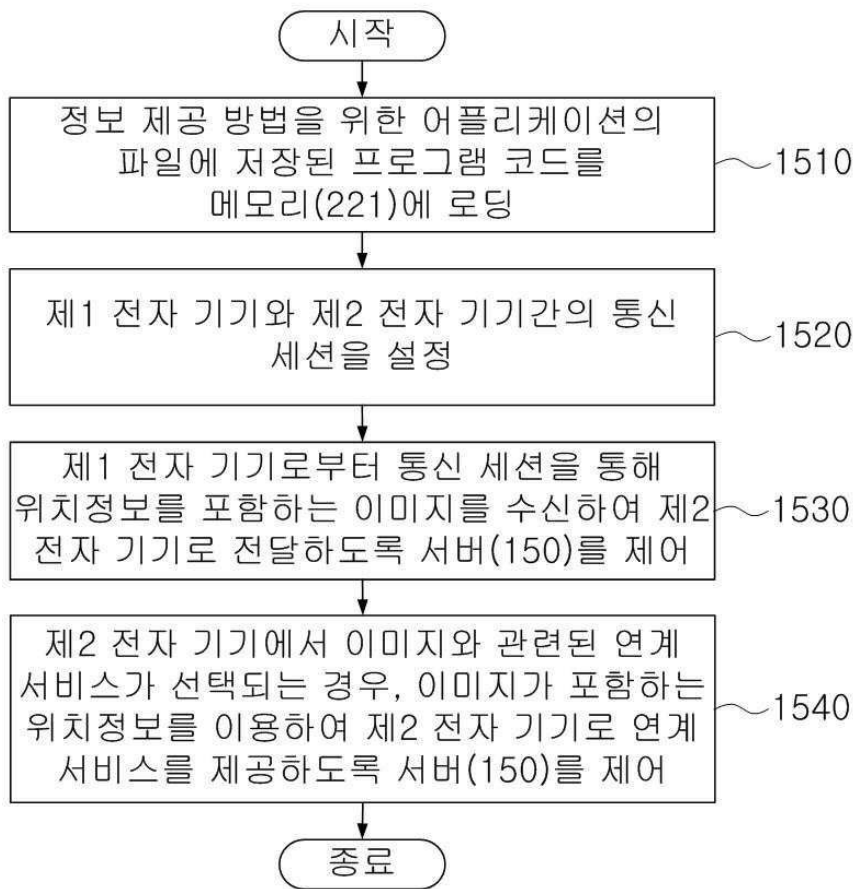 시작
정보 제공 방법을 위한 어플리케이션의
파일에 저장된 프로그램 코드를
메모리(221)에 로딩
1510
제1 전자 기기와 제2 전자 기기간의 통신
세션을 설정
1520
제1 전자 기기로부터 통신 세션을 통해
위치정보를 포함하는 이미지를 수신하여 제2
전자 기기로 전달하도록 서버(150)를 제어
1530
제2 전자 기기에서 이미지와 관련된 연계
서비스가 선택되는 경우, 이미지가 포함하는
위치정보를 이용하여 제2 전자 기기로 연계
서비스를 제공하도록 서버(150)를 제어
1540
종료